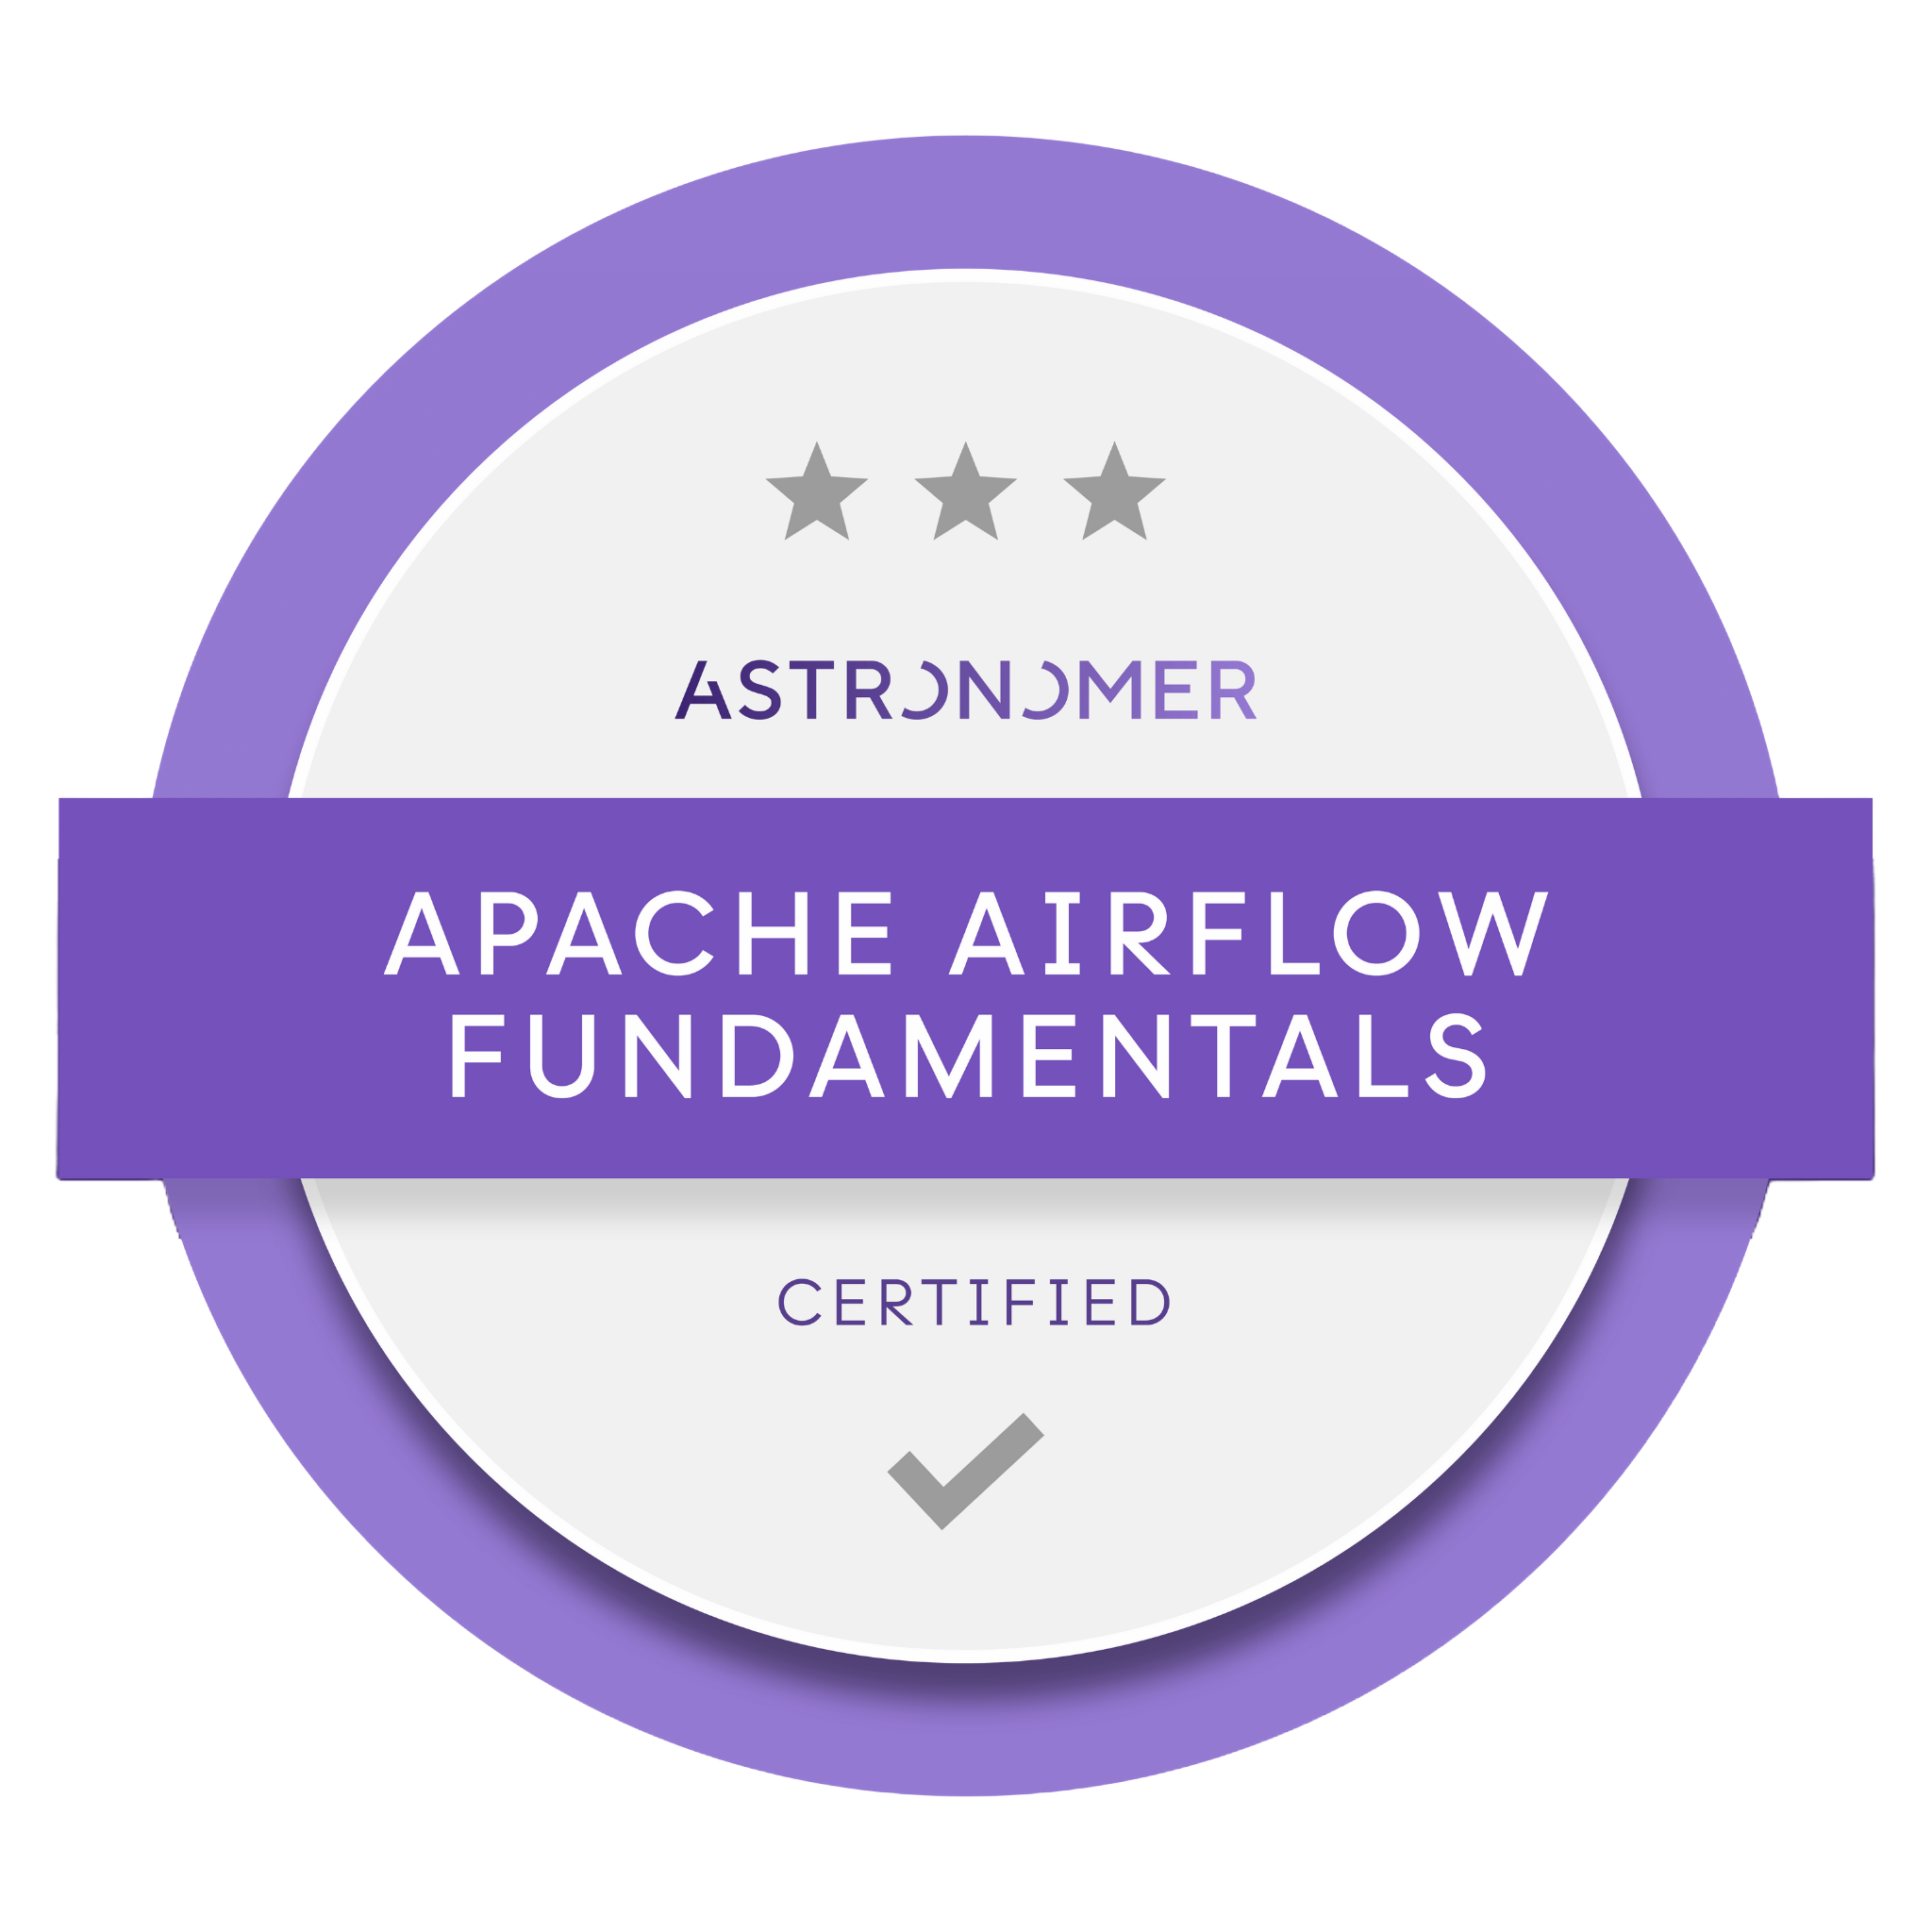 ASTRONOMER
APACHE AIRFLOW
FUNDAMENTALS
CERTIFIED